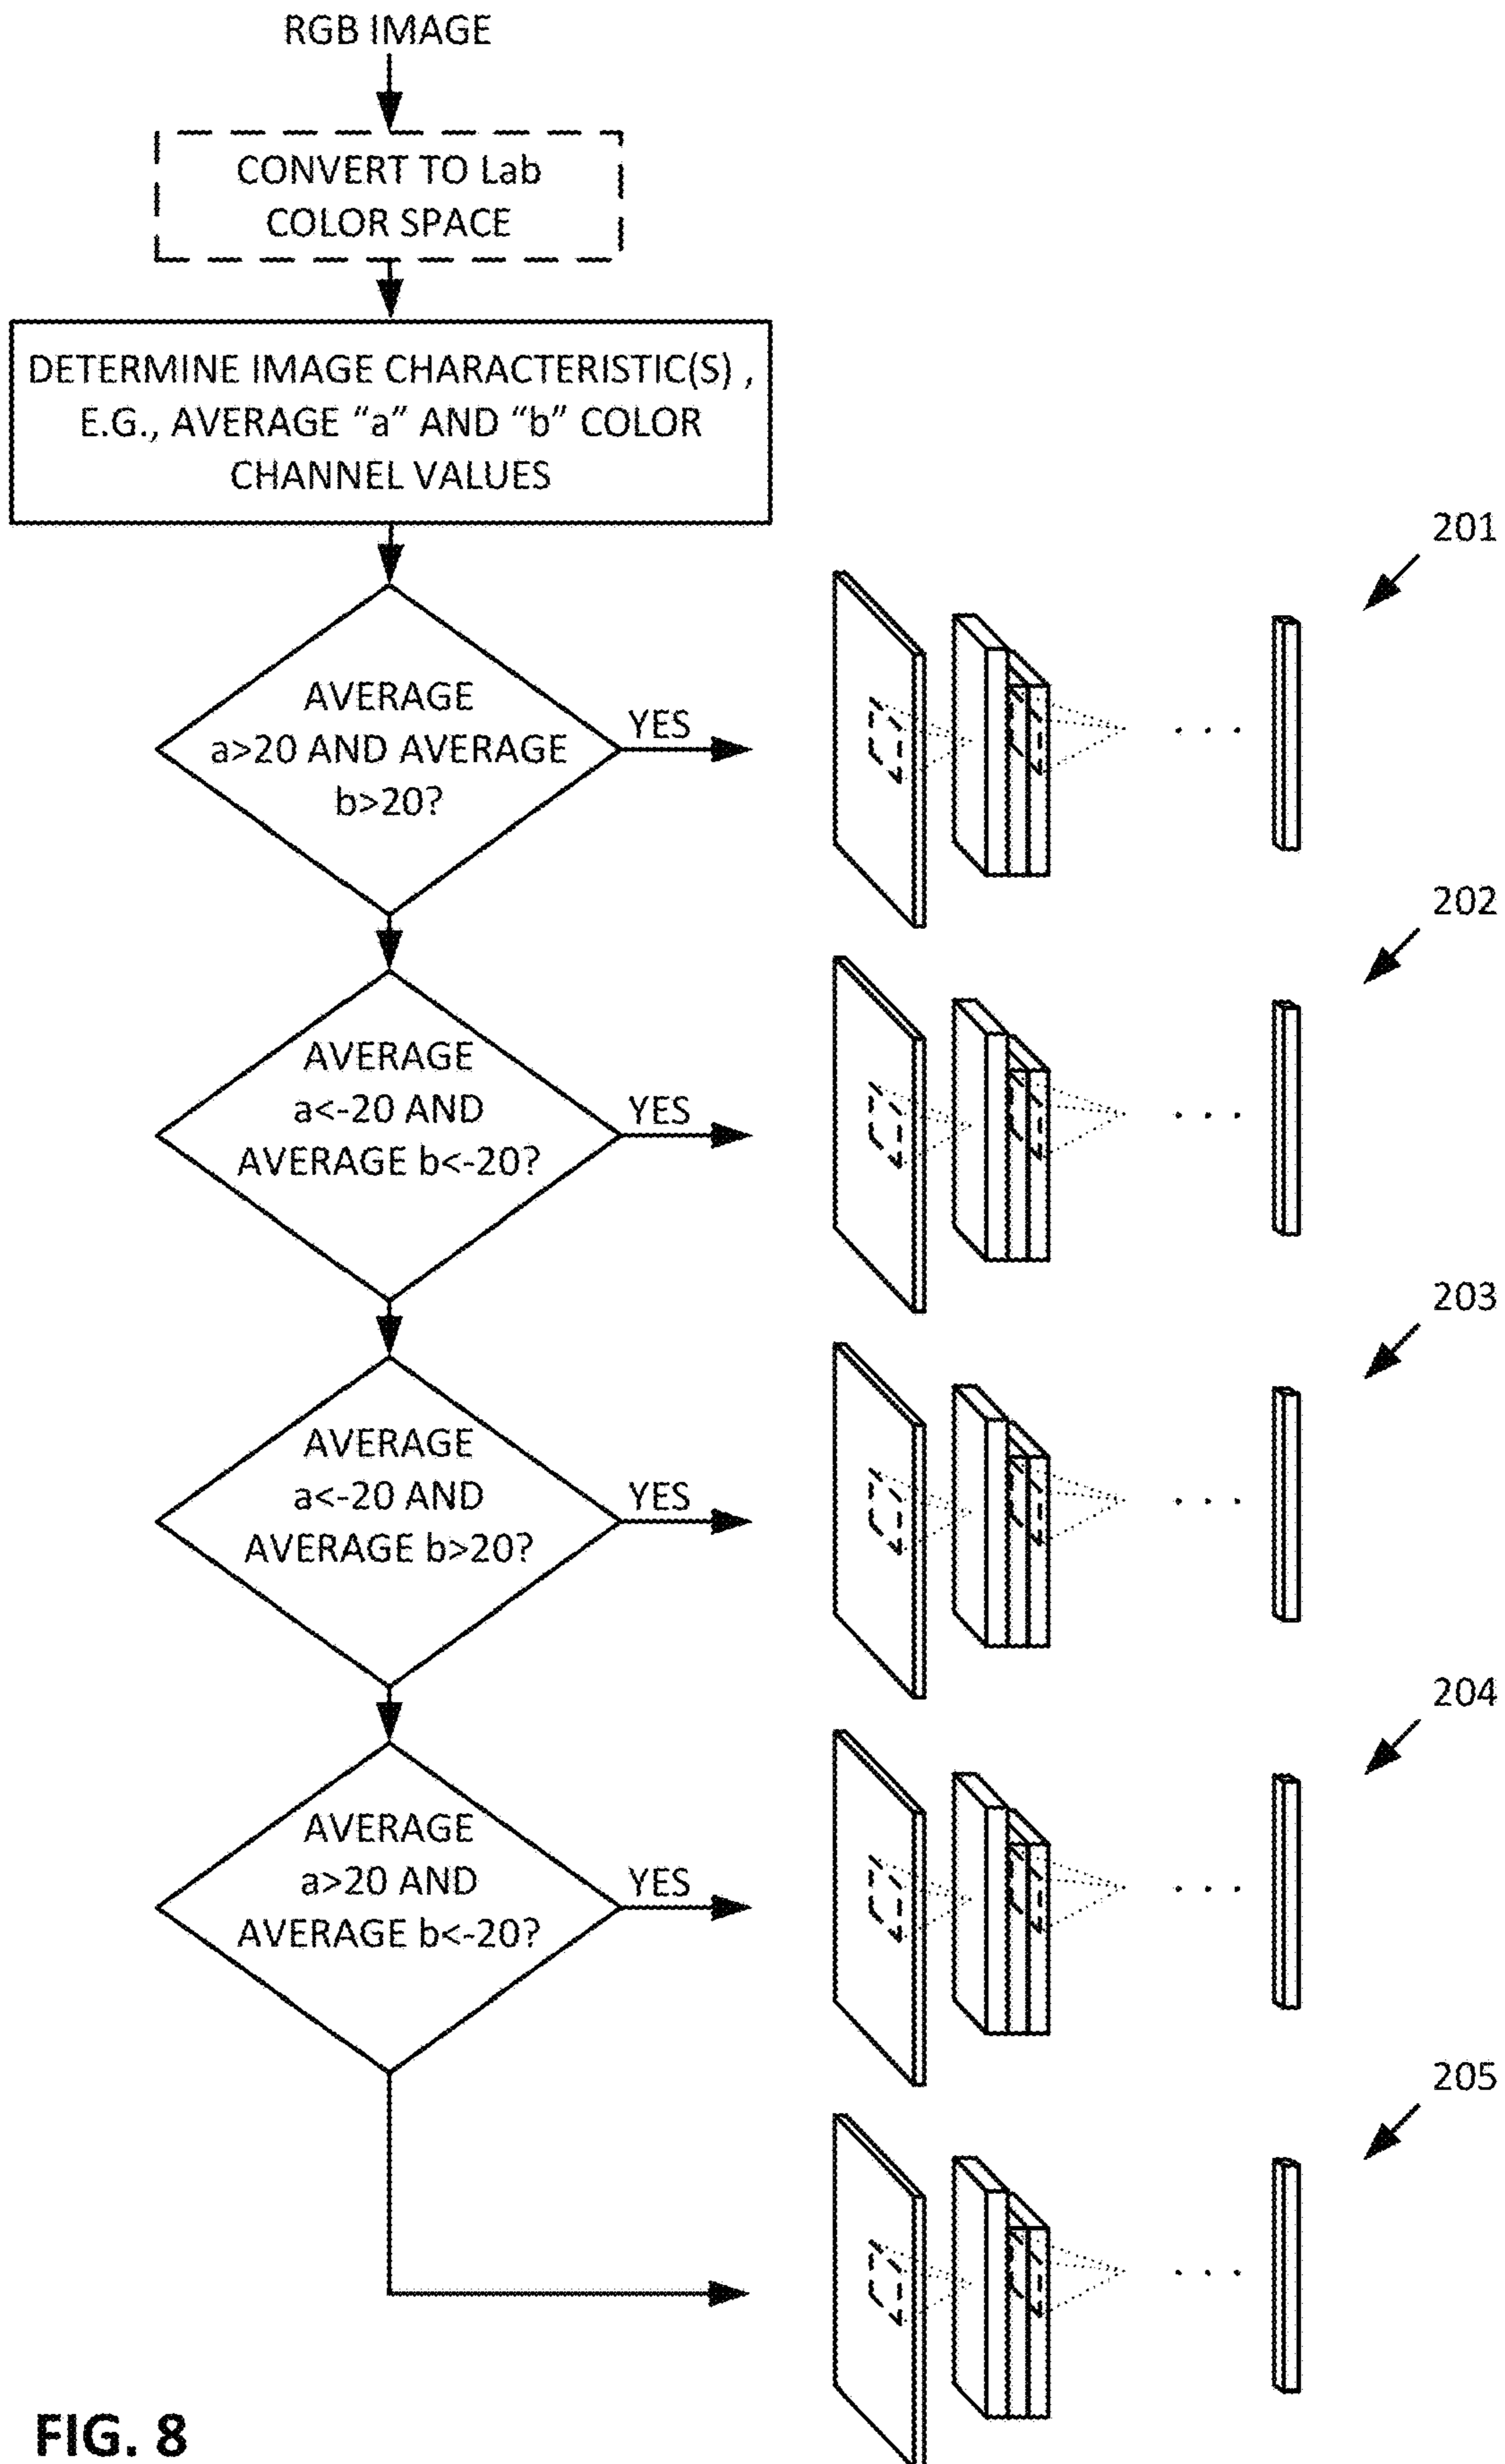 RGB IMAGE
CONVERT TO Lab
COLOR SPACE
DETERMINE IMAGE CHARACTERISTIC(S) ,
E.G., AVERAGE “a” AND “b” COLOR
CHANNEL VALUES
201
AVERAGE
a>20 AND AVERAGE
b>20?
YES
202
AVERAGE
a<-20 AND
AVERAGE b<-20?
YES
203
AVERAGE
a<-20 AND
AVERAGE b>20?
YES
204
AVERAGE
a>20 AND
AVERAGE b<-20?
YES
205
FIG. 8